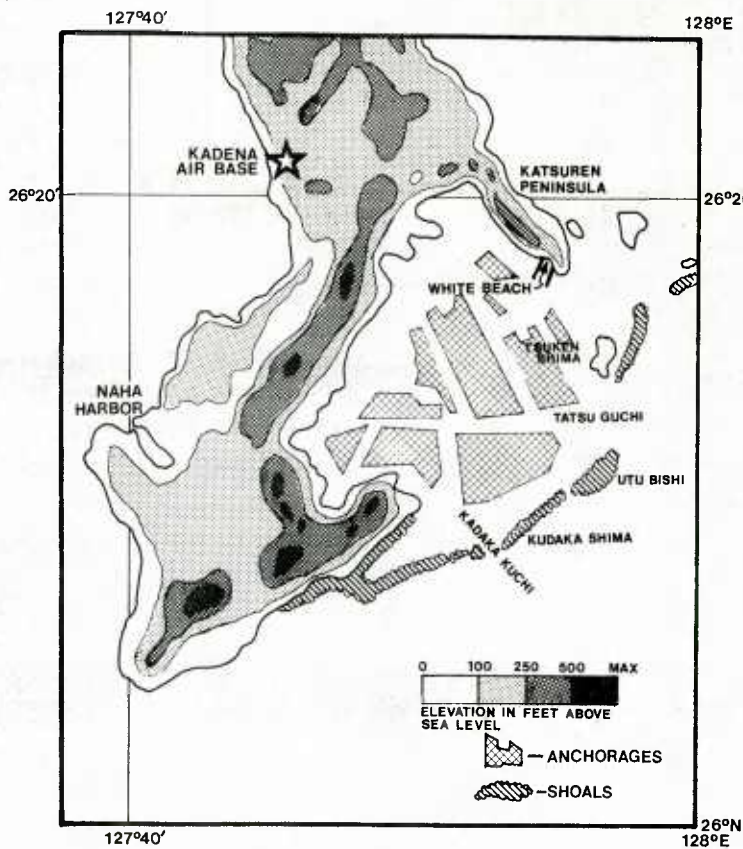 127°40′
128°E
KADENA
AIR BASE
KATSUREN
PENINSULA
26°20′
26°20
WHITE BEACH
TSUKEN
SHIMA
NAHA
HARBOR
TATSU GUCHI
UTU BISHI
KADAKA KUCHI
KUDAKA SHIMA
0 100 250 500 MAX
ELEVATION IN FEET ABOVE
SEA LEVEL
— ANCHORAGES
-SHOALS
26°N
127°40′
128°E